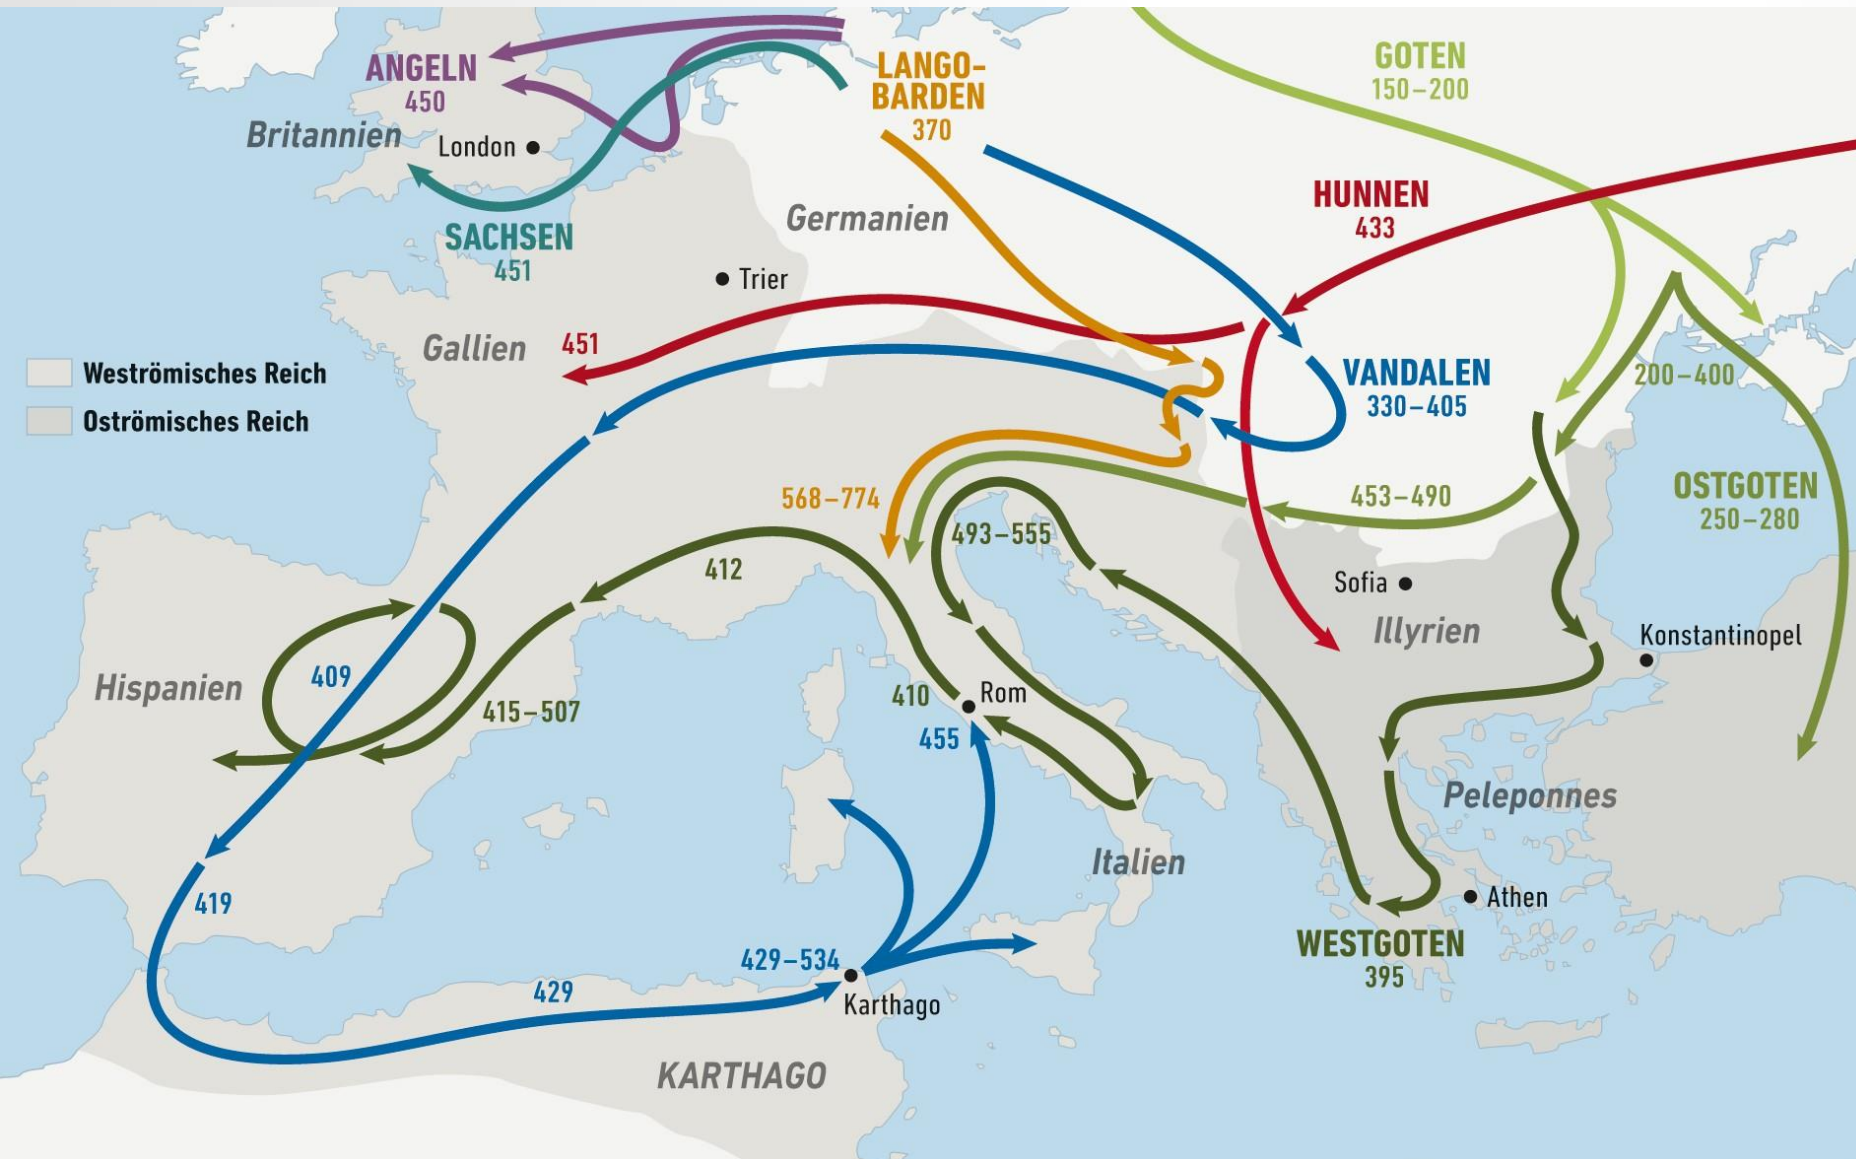 GOTEN
150–200
ANGELN
450
LANGO-
BARDEN
370
Britannien
London
HUNNEN
433
Germanien
SACHSEN
451
Trier
Gallien
451
Weströmisches Reich
Oströmisches Reich
VANDALEN
330–405
200–400
568–774
453–490
OSTGOTEN
250–280
493–555
412
Sofia
Illyrien
Konstantinopel
Hispanien
409
415–507
410
Rom
455
Peleponnes
Italien
Athen
419
WESTGOTEN
395
429–534
429
Karthago
KARTHAGO